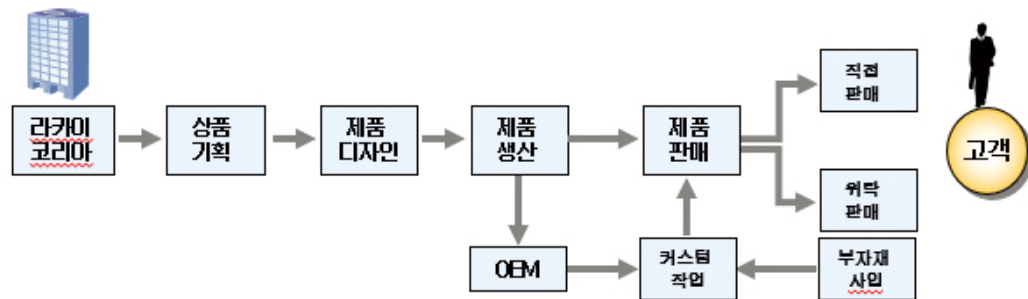 라카이
코리아
상품
기획
제품
디자인
제품
생산
제품
판매
직접
판매
고객
위탁
판매
OEM
커스텀
작업
부자재
사입